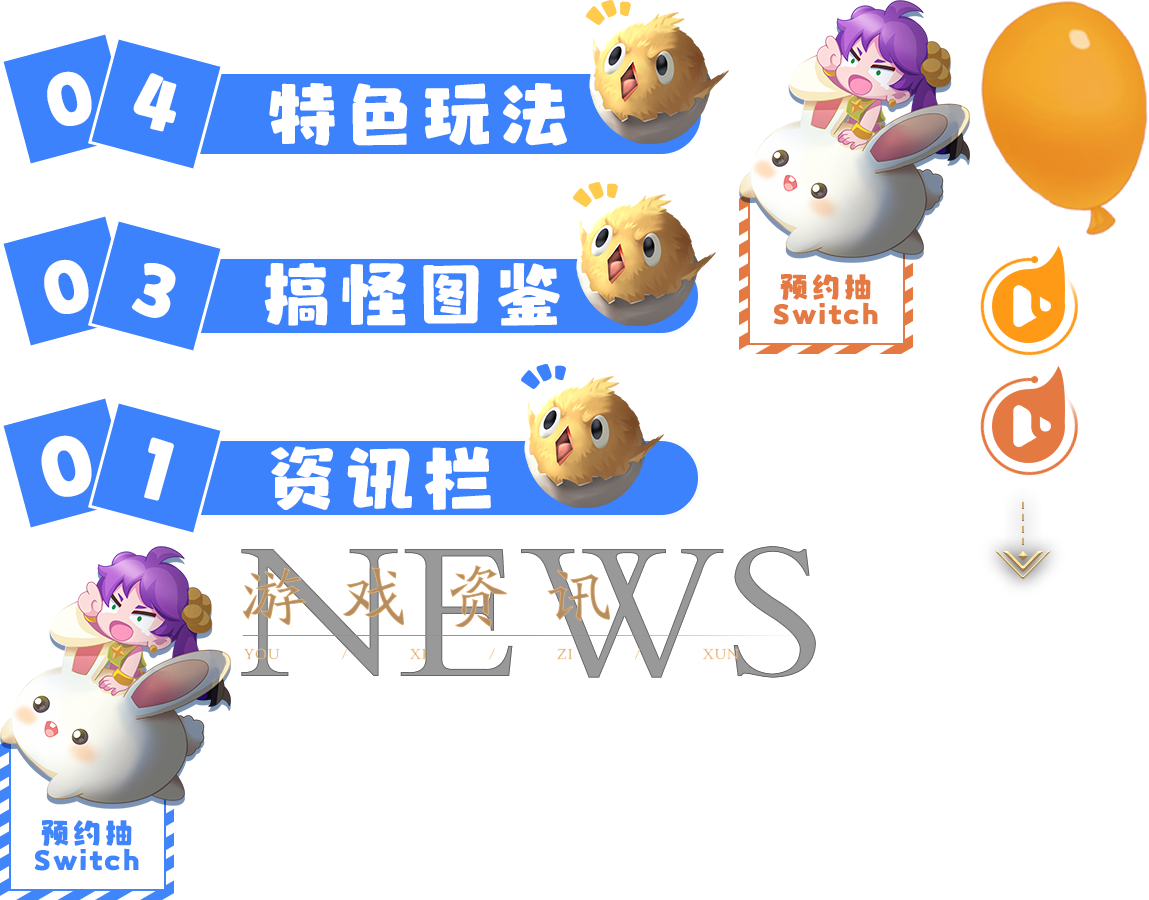 04 特色玩法
03 搞怪图鉴
预约抽
Switch
01 资讯栏
NEWS
游戏资讯
YOU / XI / ZI / XUN
预约抽
Switch